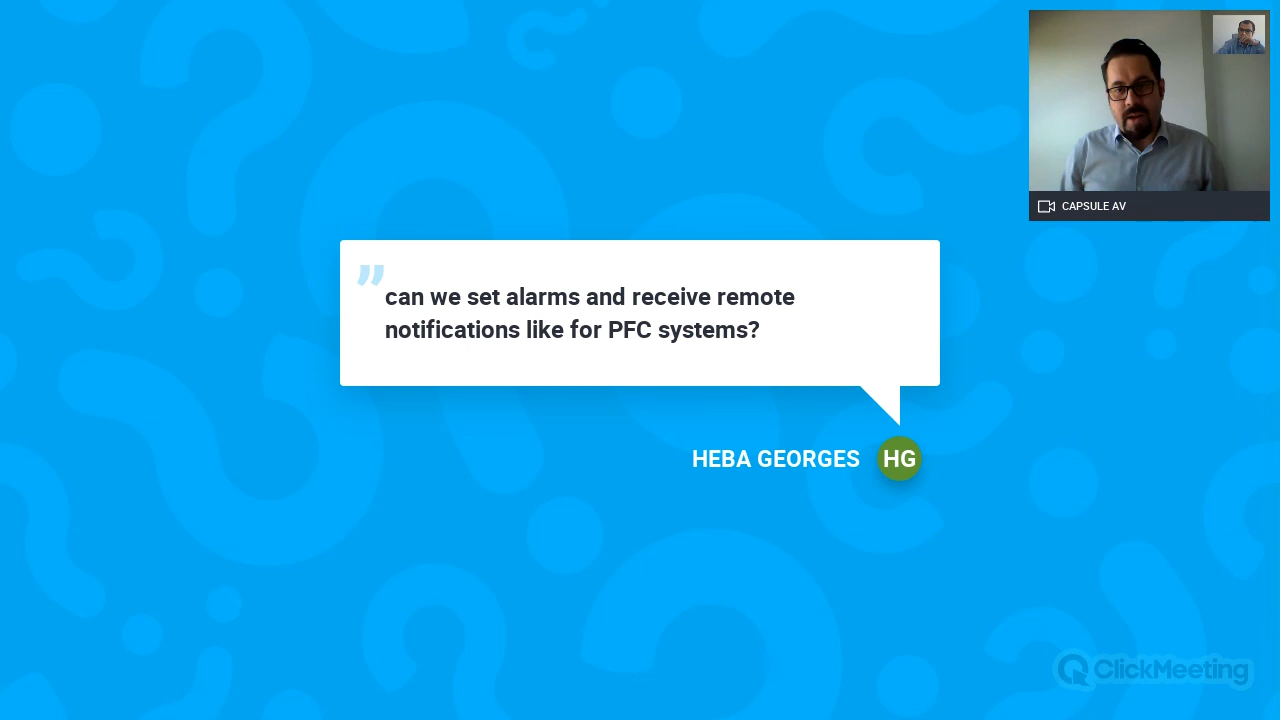 CAPSULE AV
”
can we set alarms and receive remote
notifications like for PFC systems?
HEBA GEORGES
HG
ClickMeeting